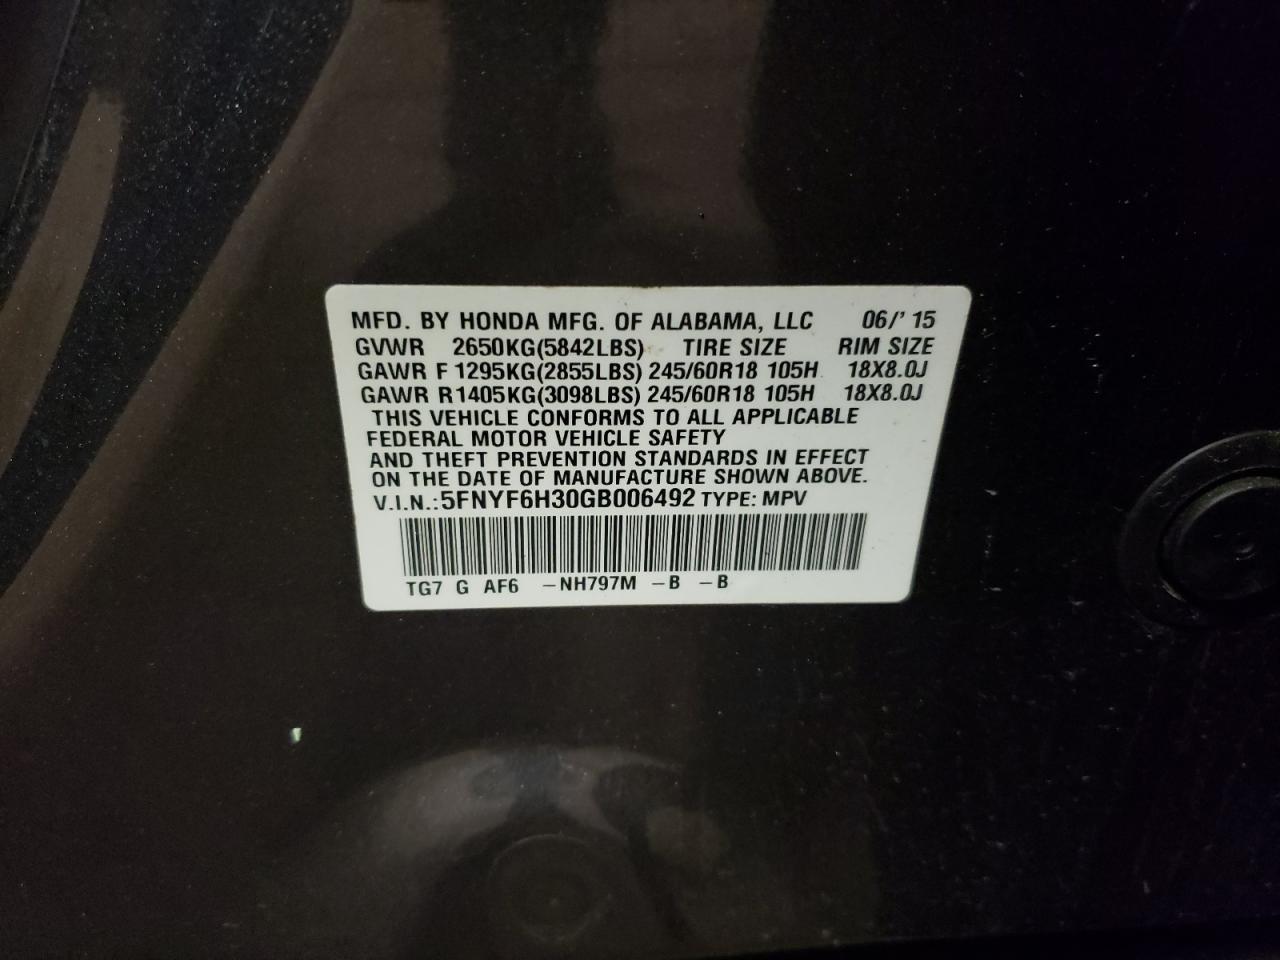 MFD. BY HONDA MFG. OF ALABAMA, LLC 06/'15
GVWR 2650KG(5842LBS) TIRE SIZE RIM SIZE
GAWR F 1295KG(2855LBS) 245/60R18 105H 18X8.0J
GAWR R1405KG(3098LBS) 245/60R18 105H 18X8.0J
THIS VEHICLE CONFORMS TO ALL APPLICABLE
FEDERAL MOTOR VEHICLE SAFETY
AND THEFT PREVENTION STANDARDS IN EFFECT
ON THE DATE OF MANUFACTURE SHOWN ABOVE.
V.I.N.:5FNYF6H30GB006492 TYPE: MPV
TG7 G AF6 -NH797M -B -B